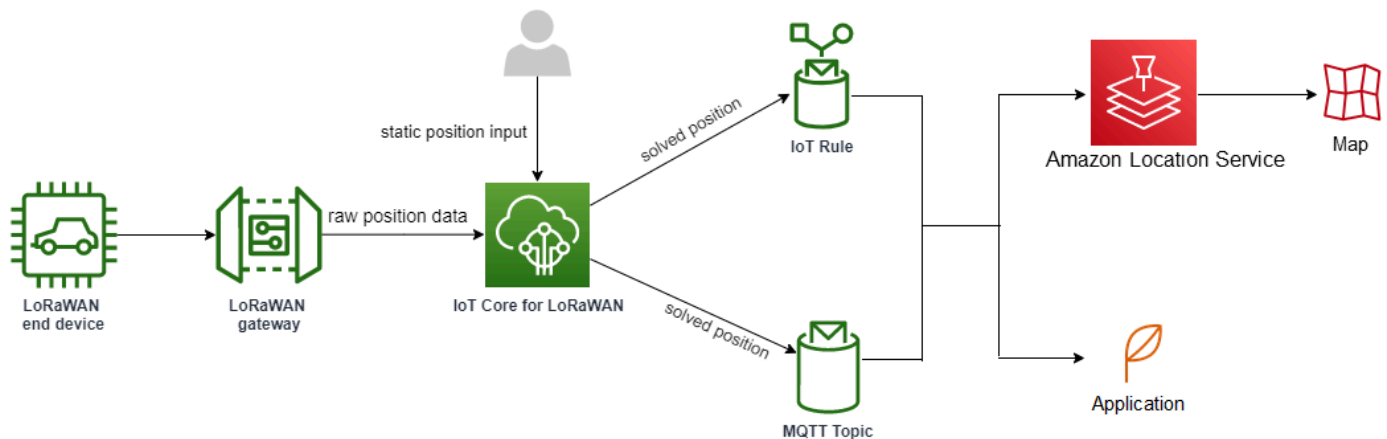 static position input
solved position
IoT Rule
Amazon Location Service
Map
LoRaWAN
end device
LoRaWAN
gateway
raw position data
IoT Core for LoRaWAN
solved position
MQTT Topic
Application